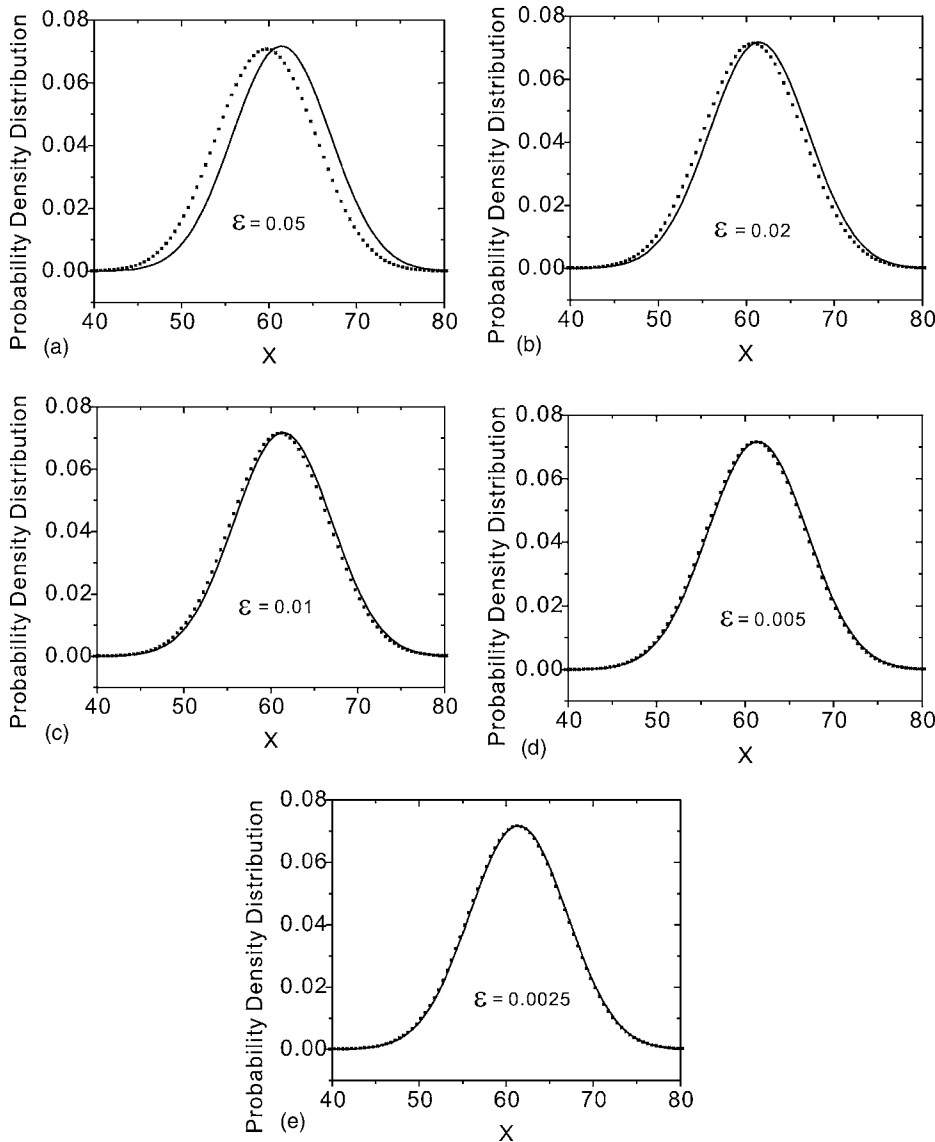 0.08
0.06
0.04
0.02
0.00
Probability Density Distribution
ε = 0.05
40 50 60 70 80
X
(a)
0.08
0.06
0.04
0.02
0.00
Probability Density Distribution
ε = 0.02
40 50 60 70 80
X
(b)
0.08
0.06
0.04
0.02
0.00
Probability Density Distribution
ε = 0.01
40 50 60 70 80
X
(c)
0.08
0.06
0.04
0.02
0.00
Probability Density Distribution
ε = 0.005
40 50 60 70 80
X
(d)
0.08
0.06
0.04
0.02
0.00
Probability Density Distribution
ε = 0.0025
40 50 60 70 80
X
(e)